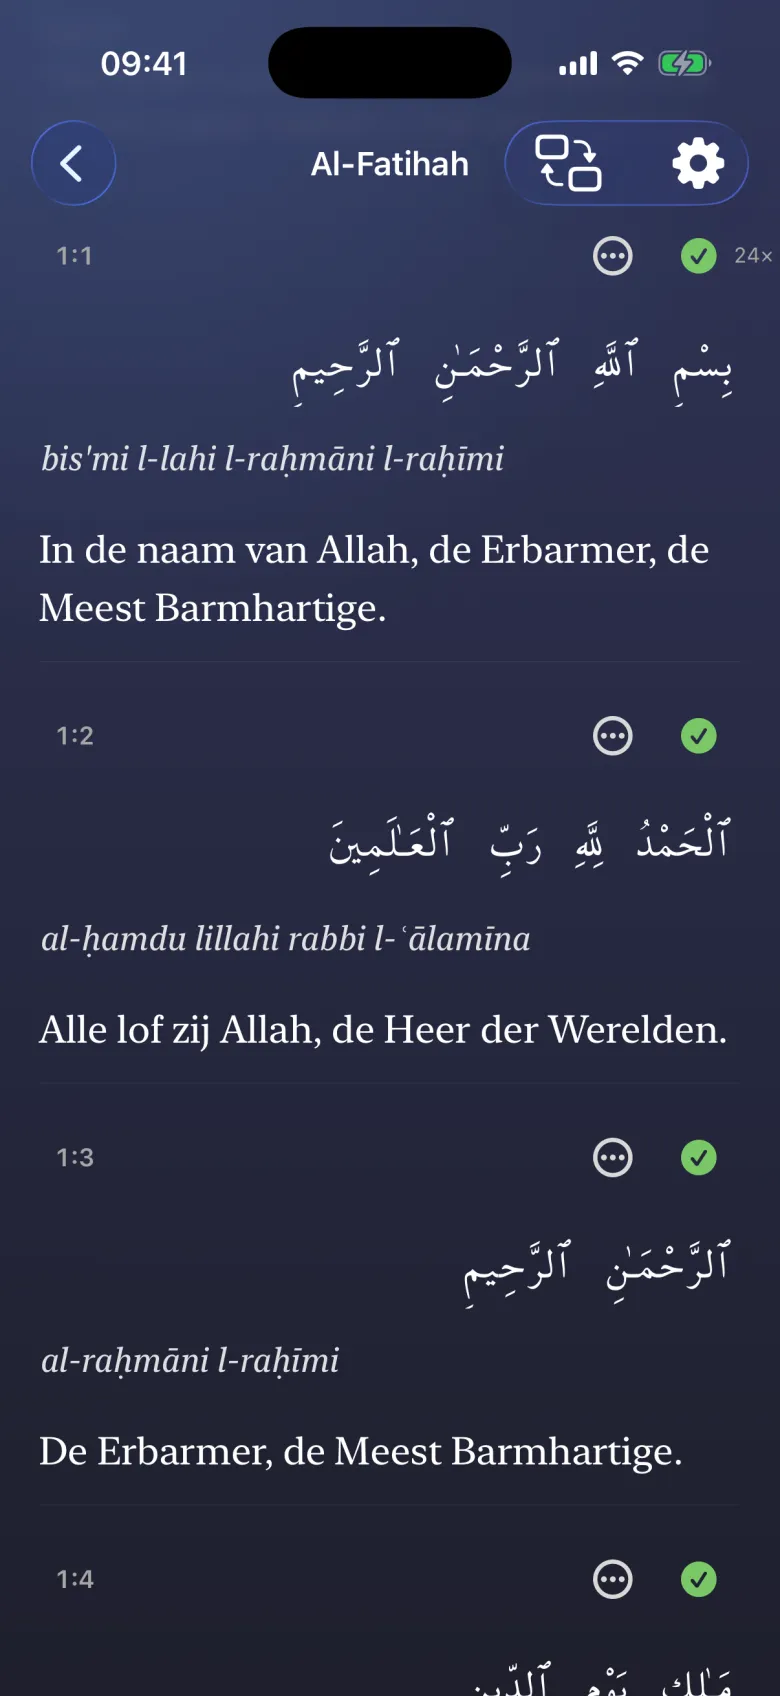 09:41
Al-Fatihah
1:1
24×
بِسْمِ ٱللَّهِ ٱلرَّحْمَـٰنِ ٱلرَّحِيمِ
bis'mi l-lahi l-raḥmāni l-raḥīmi
In de naam van Allah, de Erbarmer, de
Meest Barmhartige.
1:2
ٱلْحَمْدُ لِلَّهِ رَبِّ ٱلْعَـٰلَمِينَ
al-ḥamdu lillahi rabbi l-ʿālamīna
Alle lof zij Allah, de Heer der Werelden.
1:3
ٱلرَّحْمَـٰنِ ٱلرَّحِيمِ
al-raḥmāni l-raḥīmi
De Erbarmer, de Meest Barmhartige.
1:4
مَـٰلِكِ يَوْمِ ٱلدِّينِ